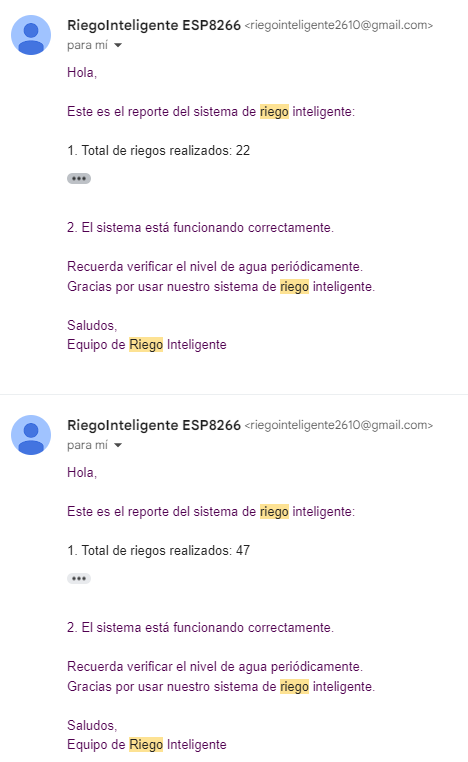 RiegoInteligente ESP8266 <riegointeligente2610@gmail.com>
para mí
Hola,
Este es el reporte del sistema de riego inteligente:
1. Total de riegos realizados: 22
2. El sistema está funcionando correctamente.
Recuerda verificar el nivel de agua periódicamente.
Gracias por usar nuestro sistema de riego inteligente.
Saludos,
Equipo de Riego Inteligente
RiegoInteligente ESP8266 <riegointeligente2610@gmail.com>
para mí
Hola,
Este es el reporte del sistema de riego inteligente:
1. Total de riegos realizados: 47
2. El sistema está funcionando correctamente.
Recuerda verificar el nivel de agua periódicamente.
Gracias por usar nuestro sistema de riego inteligente.
Saludos,
Equipo de Riego Inteligente